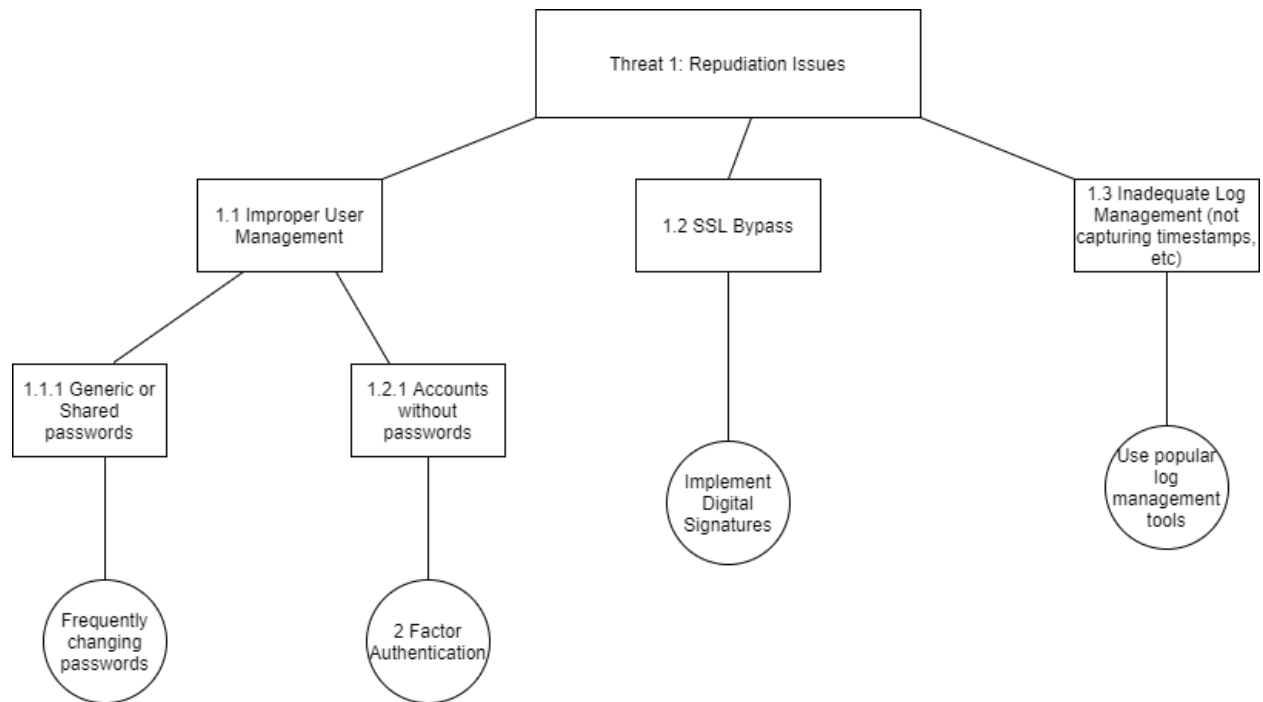 Threat 1: Repudiation Issues
1.1 Improper User
Management
1.2 SSL Bypass
1.3 Inadequate Log
Management (not
capturing timestamps,
etc)
1.1.1 Generic or
Shared
passwords
1.2.1 Accounts
without
passwords
Implement
Digital
Signatures
Use popular
log
management
tools
Frequently
changing
passwords
2 Factor
Authentication